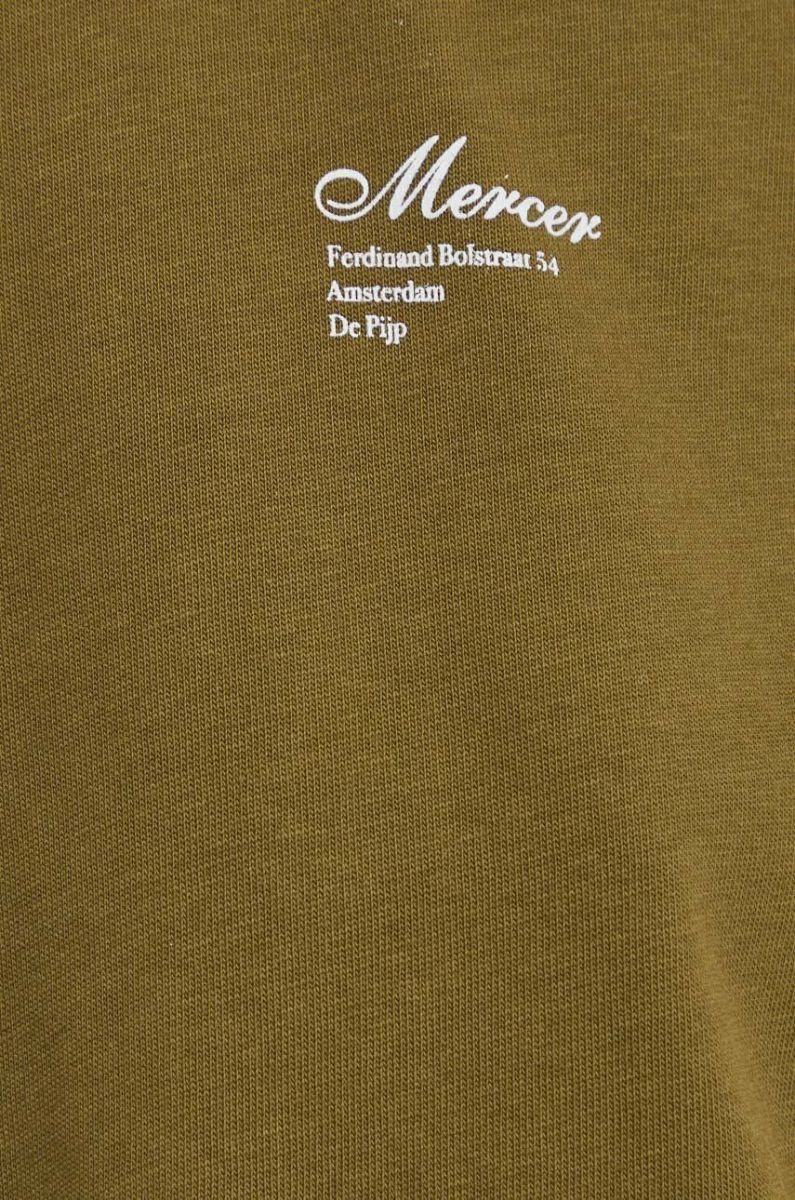 Mercer
Ferdinand Bolstraat 54
Amsterdam
De Pijp